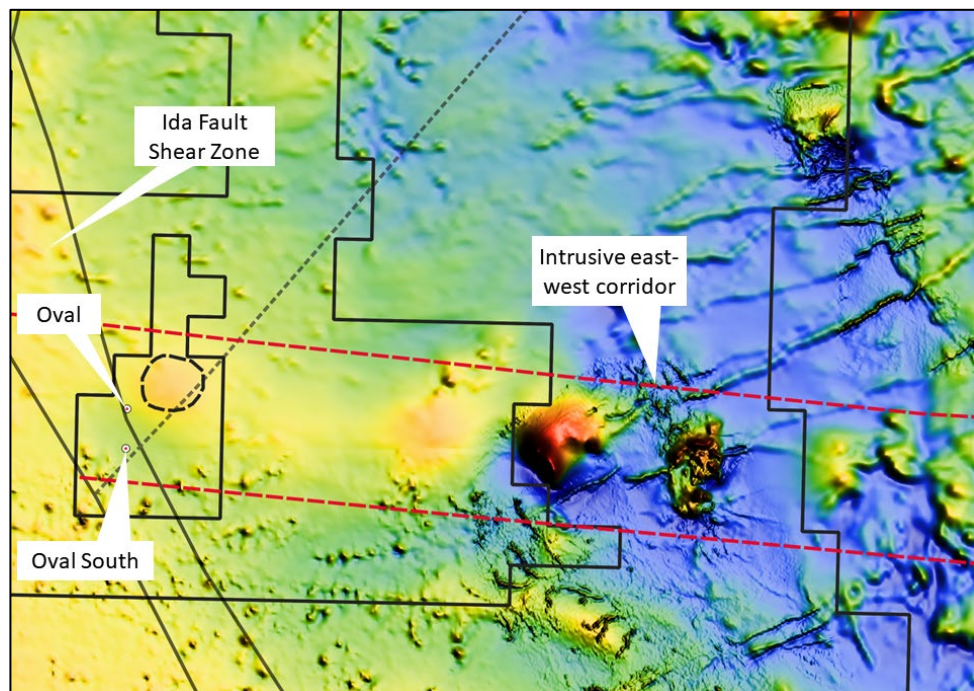 Ida Fault
Shear Zone
Oval
Intrusive east-
west corridor
Oval South